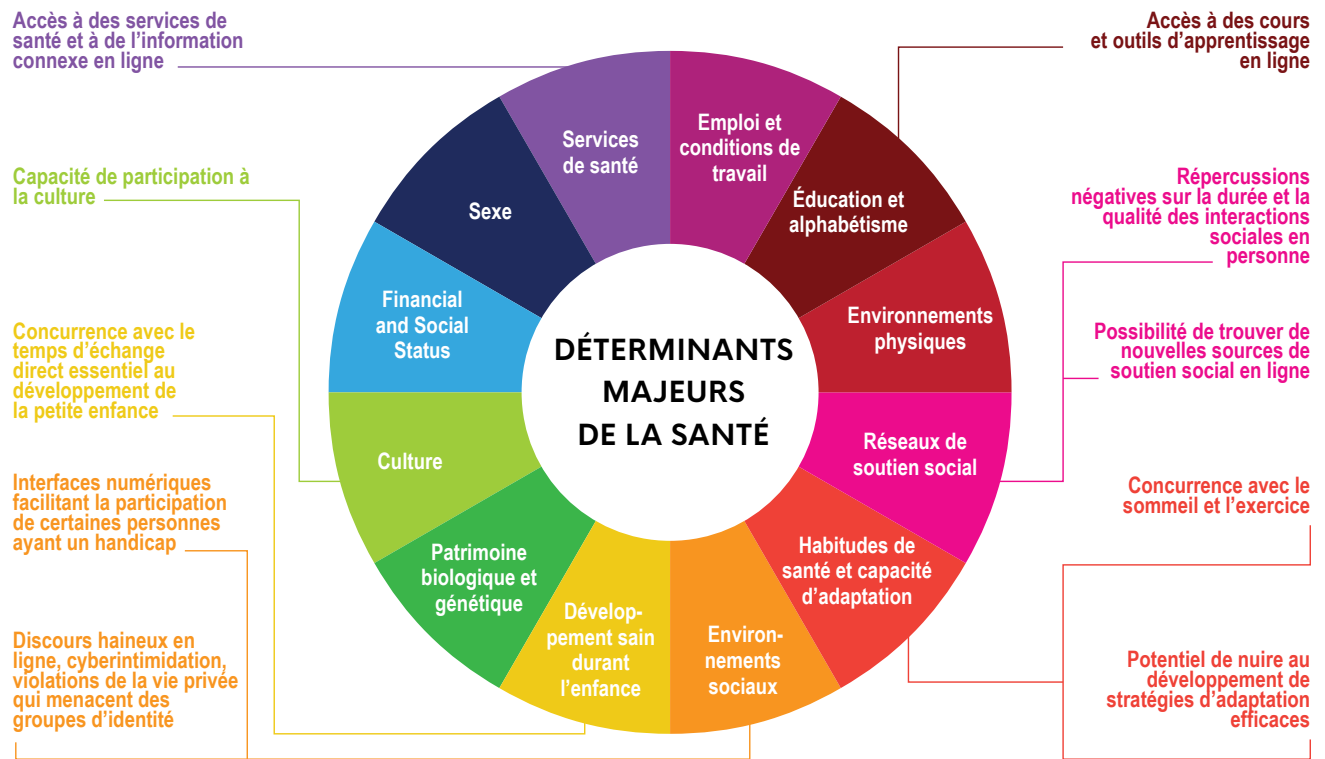 Accès à des services de
santé et à de l’information
connexe en ligne
Capacité de participation à
la culture
Concurrence avec le
temps d’échange
direct essentiel au
développement de
la petite enfance
Interfaces numériques
facilitant la participation
de certaines personnes
ayant un handicap
Discours haineux en
ligne, cyberintimidation,
violations de la vie privée
qui menacent des
groupes d’identité
Services
de santé
Emploi et
conditions de
travail
Éducation et
alphabétisme
Environnements
physiques
Réseaux de
soutien social
Habitudes de
santé et capacité
d’adaptation
Environ-
nements
sociaux
Dévelop-
pement sain
durant
l’enfance
Patrimoine
biologique et
génétique
Culture
Financial
and Social
Status
Sexe
DÉTERMINANTS
MAJEURS
DE LA SANTÉ
Accès à des cours
et outils d’apprentissage
en ligne
Répercussions
négatives sur la durée et la
qualité des interactions
sociales en
personne
Possibilité de trouver de
nouvelles sources de
soutien social en ligne
Concurrence avec le
sommeil et l’exercice
Potentiel de nuire au
développement de
stratégies d’adaptation
efficaces